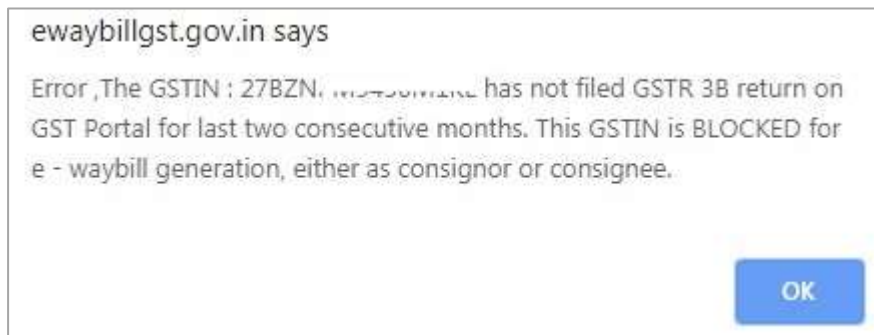 ewaybillgst.gov.in says
Error ,The GSTIN : 27BZN. has not filed GSTR 3B return on
GST Portal for last two consecutive months. This GSTIN is BLOCKED for
e - waybill generation, either as consignor or consignee.
OK